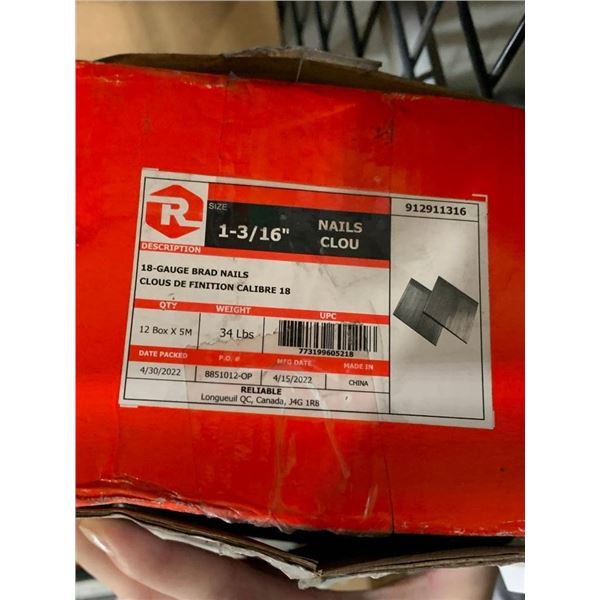 R
SIZE
1-3/16"
NAILS
CLOU
912911316
DESCRIPTION
18-GAUGE BRAD NAILS
CLOUS DE FINITION CALIBRE 18
QTY WEIGHT UPC
12 Box X 5M 34 Lbs
773199605218
DATE PACKED P.O. # MFG DATE MADE IN
4/30/2022 8851012-OP 4/15/2022 CHINA
RELIABLE
Longueuil QC, Canada, J4G 1R8